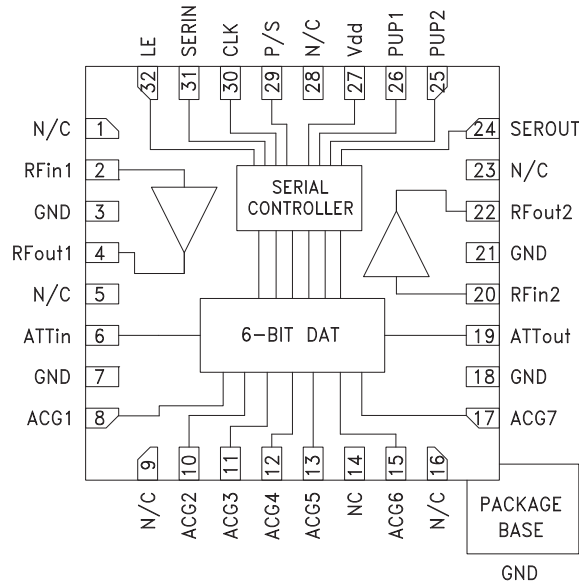 LE
SERIN
CLK
P/S
N/C
Vdd
PUP1
PUP2
32
31
30
29
28
27
26
25
N/C 1
RFin1 2
GND 3
RFout1 4
N/C 5
ATTin 6
GND 7
ACG1 8
SERIAL
CONTROLLER
6-BIT DAT
24 SEROUT
23 N/C
22 RFout2
21 GND
20 RFin2
19 ATTout
18 GND
17 ACG7
9
10
11
12
13
14
15
16
N/C
ACG2
ACG3
ACG4
ACG5
NC
ACG6
N/C
PACKAGE
BASE
GND